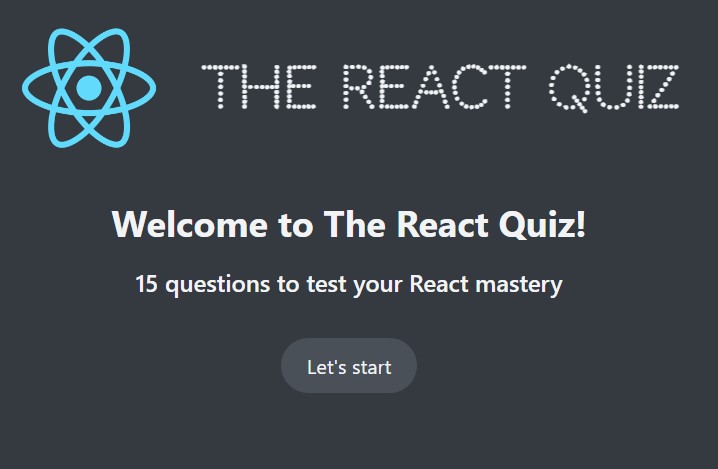 THE REACT QUIZ
Welcome to The React Quiz!
15 questions to test your React mastery
Let's start